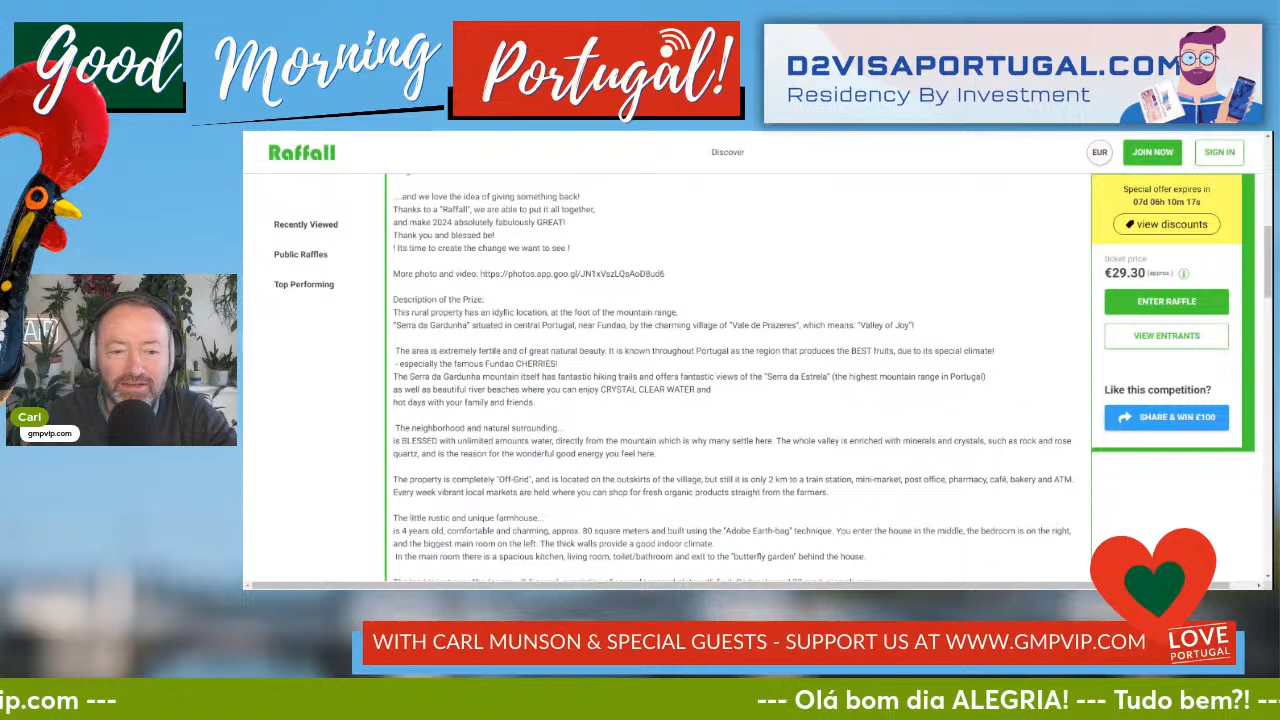 Good Morning Portugal!
D2VISAPORTUGAL.COM
Residency By Investment
Raffall
Discover
EUR
JOIN NOW
SIGN IN
Recently Viewed
Public Raffles
Top Performing
....and we love the idea of giving something back!
Thanks to a "Raffall", we are able to put it all together,
and make 2024 absolutely fabulously GREAT!
Thank you and blessed be!
! Its time to create the change we want to see !
More photo and video: https://photos.app.goo.gl/JN1xVszLQsAoD8ud6
Description of the Prize:
This rural property has an idyllic location, at the foot of the mountain range.
"Serra da Gardunha" situated in central Portugal, near Fundao, by the charming village of "Vale de Prazeres", which means: "Valley of Joy"!
The area is extremely fertile and of great natural beauty. It is known throughout Portugal as the region that produces the BEST fruits, due to its special climate!
- especially the famous Fundao CHERRIES!
The Serra da Gardunha mountain itself has fantastic hiking trails and offers fantastic views of the "Serra da Estrela" (the highest mountain range in Portugal)
as well as beautiful river beaches where you can enjoy CRYSTAL CLEAR WATER and
hot days with your family and friends.
The neighborhood and natural surrounding...
is BLESSED with unlimited amounts water, directly from the mountain which is why many settle here. The whole valley is enriched with minerals and crystals, such as rock and rose
quartz, and is the reason for the wonderful good energy you feel here.
The property is completely "Off-Grid", and is located on the outskirts of the village, but still it is only 2 km to a train station, mini-market, post office, pharmacy, café, bakery and ATM.
Every week vibrant local markets are held where you can shop for fresh organic products straight from the farmers.
The little rustic and unique farmhouse...
is 4 years old, comfortable and charming, approx. 80 square meters and built using the "Adobe Earth-bag" technique. You enter the house in the middle, the bedroom is on the right,
and the biggest main room on the left. The thick walls provide a good indoor climate.
In the main room there is a spacious kitchen, living room, toilet/bathroom and exit to the "butterfly garden" behind the house.
Special offer expires in
07d 06h 10m 17s
view discounts
ticket price
€29.30 (approx.)
ENTER RAFFLE
VIEW ENTRANTS
Like this competition?
SHARE & WIN £100
Carl
gmpvip.com
WITH CARL MUNSON & SPECIAL GUESTS - SUPPORT US AT WWW.GMPVIP.COM
LOVE
PORTUGAL
ip.com --- --- Olá bom dia ALEGRIA! --- Tudo bem?! --